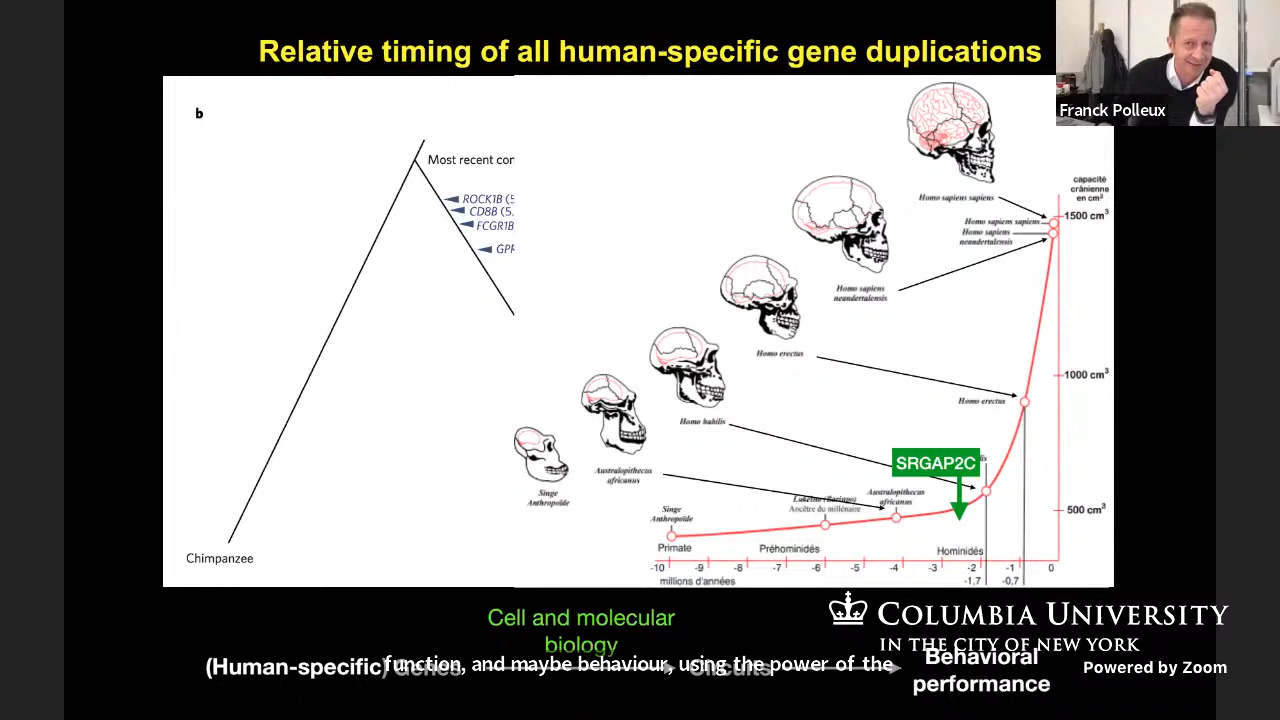 Relative timing of all human-specific gene duplications
Franck Polleux
b
Most recent con
ROCK1B (5
CD8B (5.
FCGR1B
GPR
Chimpanzee
capacité
crânienne
en cm³
1500 cm³
1000 cm³
500 cm³
Homo sapiens sapiens
Homo sapiens sapiens
Homo sapiens
neandertalensis
Homo sapiens
neandertalensis
Homo erectus
Homo erectus
Homo habilis
SRGAP2C
Australopithecus
africanus
Australopithecus
africanus
Ancêtre du millénaire
Singe
Anthropoïde
Singe
Anthropoïde
Primate
Préhominidés
Hominidés
-10 -9 -8 -7 -6 -5 -4 -3 -2 -1 0
millions d'années
-1,7 -0,7
Cell and molecular
biology
(Human-specific) Genes
Circuits
Behavioral
performance
function, and maybe behaviour, using the power of the
COLUMBIA UNIVERSITY
IN THE CITY OF NEW YORK
Powered by Zoom